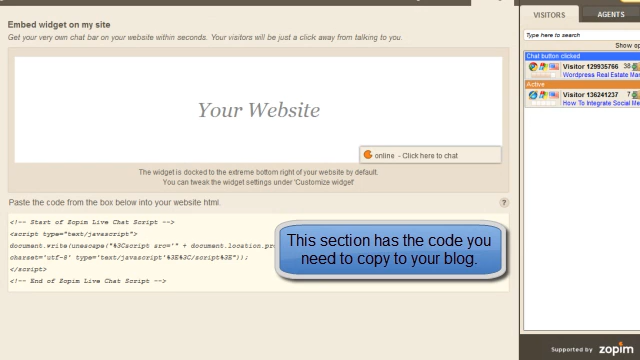 Embed widget on my site
Get your very own chat bar on your website within seconds. Your visitors will be just a click away from talking to you.
Your Website
online - Click here to chat
The widget is docked to the extreme bottom right of your website by default.
You can tweak the widget settings under 'Customize widget'
Paste the code from the box below into your website html.
?
<!-- Start of Zopim Live Chat Script -->
<script type="text/javascript">
document.write(unescape("%3Cscript src='" + document.location.pro
charset='utf-8' type='text/javascript'%3E%3C/script%3E"));
</script>
<!-- End of Zopim Live Chat Script -->
This section has the code you
need to copy to your blog.
VISITORS
AGENTS
Type here to search
Show op
Chat button clicked
Visitor 129935766 38
Wordpress Real Estate Mar
Active
Visitor 136241237 7
How To Integrate Social Me
Supported by zopim